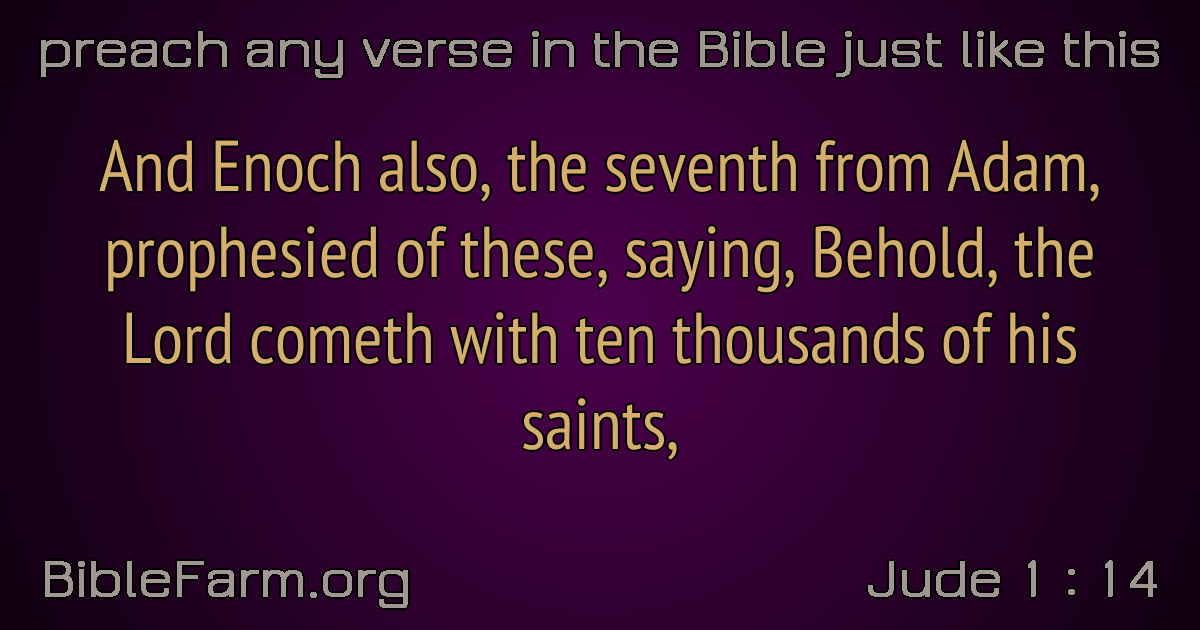 preach any verse in the Bible just like this
And Enoch also, the seventh from Adam,
prophesied of these, saying, Behold, the
Lord cometh with ten thousands of his
saints,
BibleFarm.org
Jude 1 : 14